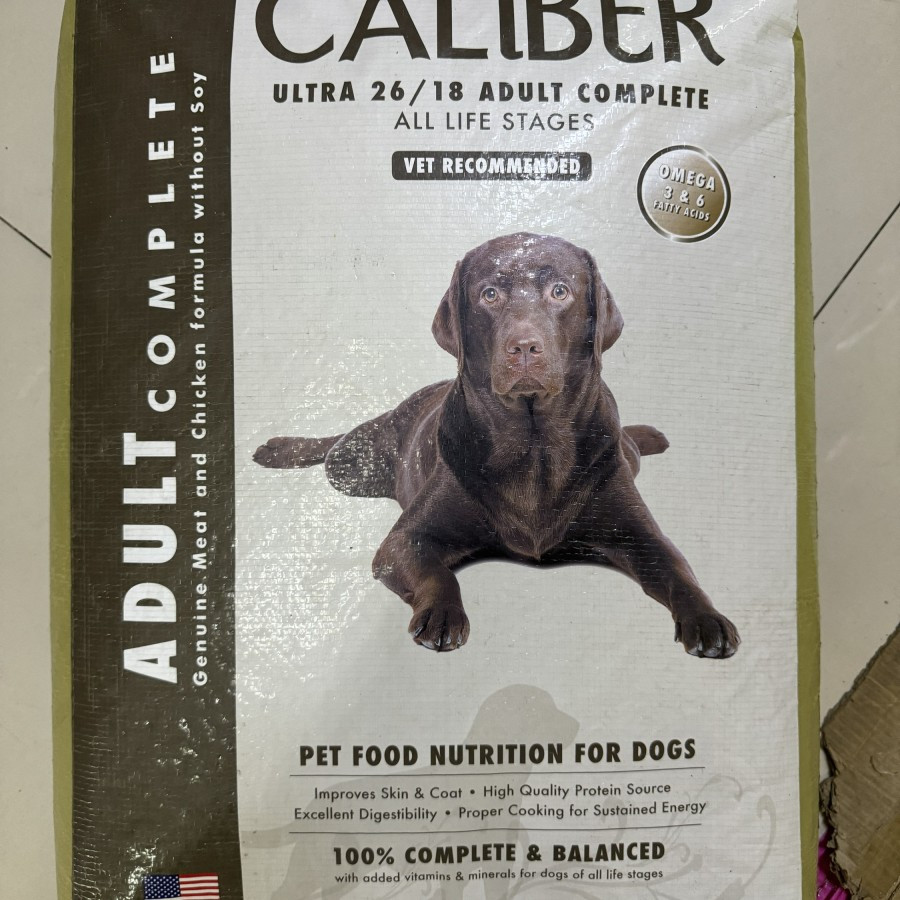 CALIBER
ULTRA 26/18 ADULT COMPLETE
ALL LIFE STAGES
VET RECOMMENDED
OMEGA
3 & 6
FATTY ACIDS
ADULT COMPLETE
Genuine Meat and Chicken formula without Soy
PET FOOD NUTRITION FOR DOGS
Improves Skin & Coat • High Quality Protein Source
Excellent Digestibility • Proper Cooking for Sustained Energy
100% COMPLETE & BALANCED
with added vitamins & minerals for dogs of all life stages